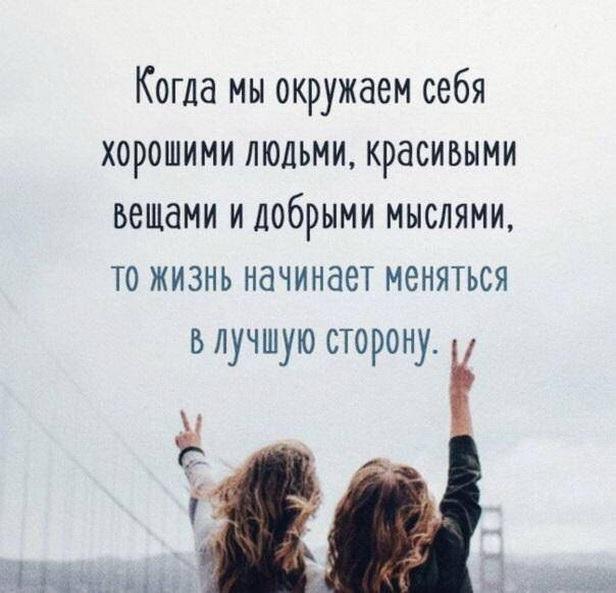 Когда мы окружаем себя
хорошими людьми, красивыми
вещами и добрыми мыслями,
то жизнь начинает меняться
в лучшую сторону.